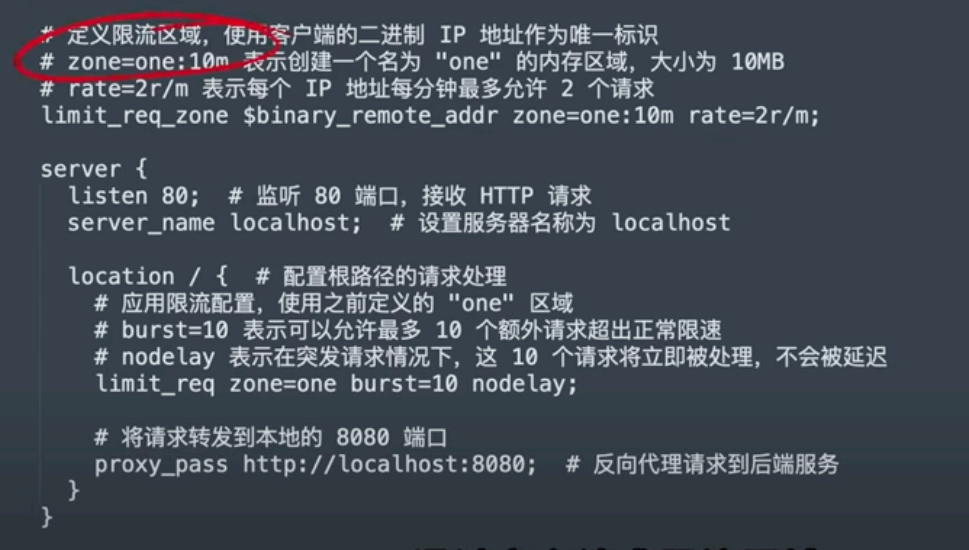 # 定义限流区域，使用客户端的二进制 IP 地址作为唯一标识
# zone=one:10m 表示创建一个名为 "one" 的内存区域，大小为 10MB
# rate=2r/m 表示每个 IP 地址每分钟最多允许 2 个请求
limit_req_zone $binary_remote_addr zone=one:10m rate=2r/m;
server {
listen 80;  # 监听 80 端口，接收 HTTP 请求
server_name localhost;  # 设置服务器名称为 localhost
location / {  # 配置根路径的请求处理
# 应用限流配置，使用之前定义的 "one" 区域
# burst=10 表示可以允许最多 10 个额外请求超出正常限速
# nodelay 表示在突发请求情况下，这 10 个请求将立即被处理，不会被延迟
limit_req zone=one burst=10 nodelay;
# 将请求转发到本地的 8080 端口
proxy_pass http://localhost:8080;  # 反向代理请求到后端服务
}
}